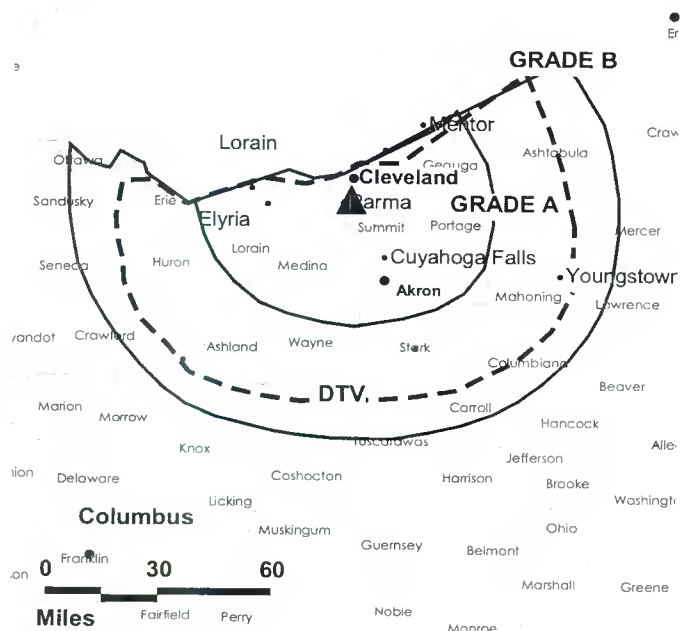 GRADE B
Mentor
Lorain
Ottawa
Geauga
Ashtabula
Cleveland
Sandusky
Erie
Parma
GRADE A
Elyria
Summit
Portage
Mercer
Lorain
Seneca
Huron
Medina
Cuyahoga Falls
Youngstown
Akron
Mahoning
Lawrence
Crawford
Ashland
Wayne
Stark
Columbiana
DTV
Beaver
Marion
Morrow
Carroll
Hancock
Knox
Tuscarawas
Jefferson
Delaware
Coshocton
Harrison
Brooke
Licking
Columbus
Muskingum
Ohio
Guernsey
Belmont
Franklin
0 30 60
Marshall
Greene
Miles
Fairfield
Perry
Noble
Monroe